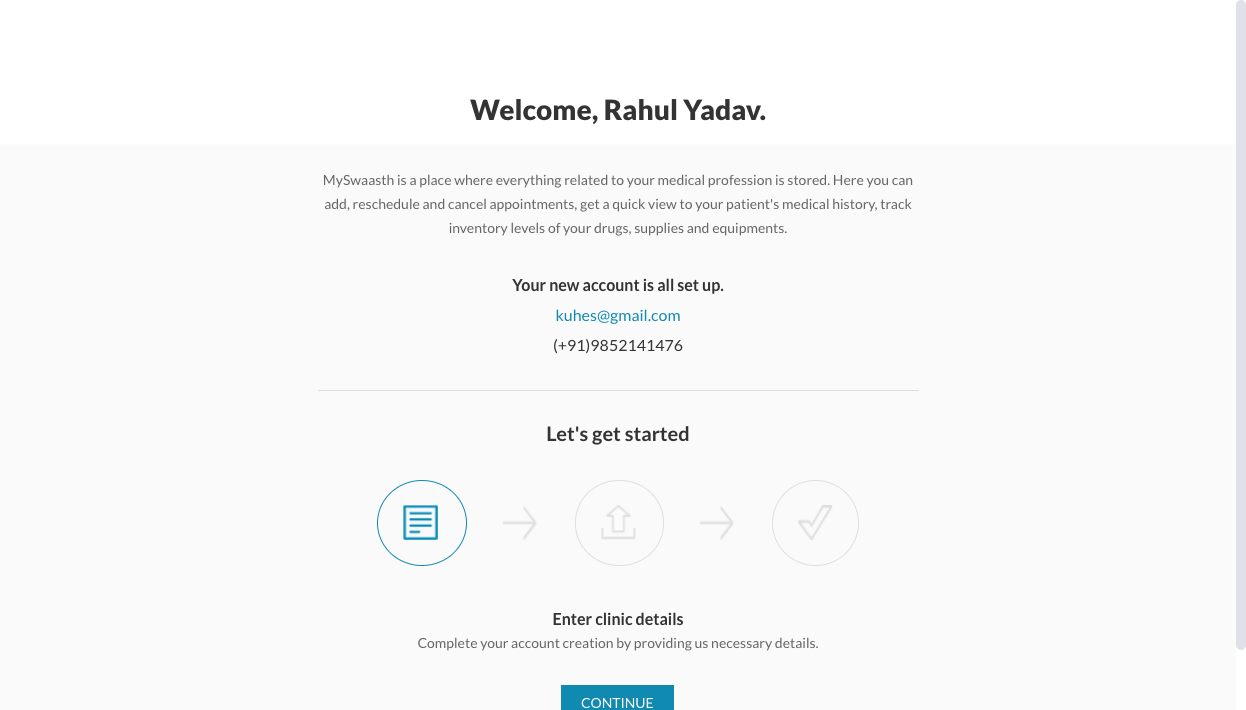 Welcome, Rahul Yadav.
MySwaasth is a place where everything related to your medical profession is stored. Here you can
add, reschedule and cancel appointments, get a quick view to your patient's medical history, track
inventory levels of your drugs, supplies and equipments.
Your new account is all set up.
kuhes@gmail.com
(+91)9852141476
Let's get started
Enter clinic details
Complete your account creation by providing us necessary details.
CONTINUE